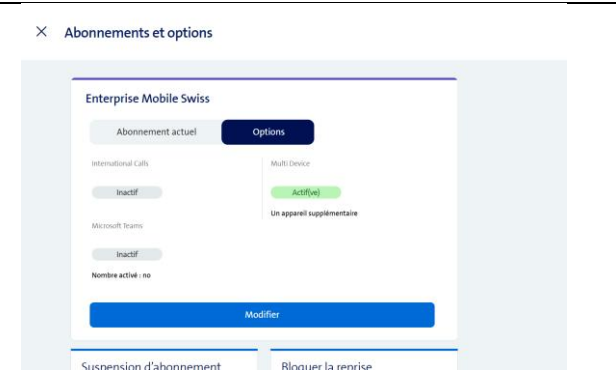 Abonnements et options
Enterprise Mobile Swiss
Abonnement actuel
Options
International Calls
Multi Device
Inactif
Actif(ve)
Un appareil supplémentaire
Microsoft Teams
Inactif
Nombre activé : no
Modifier
Suspension d'abonnement
Bloquer la reprise